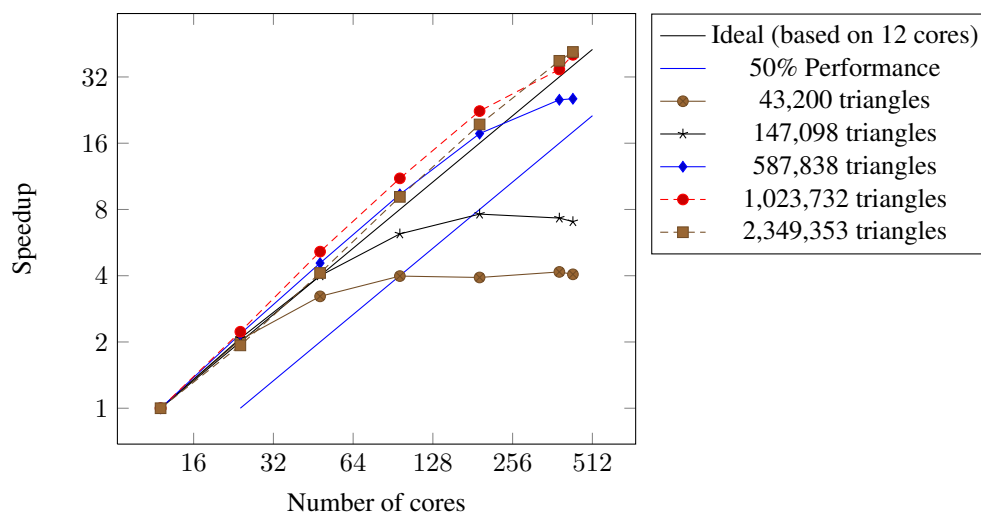 32
16
8
4
2
1
Speedup
16 32 64 128 256 512
Number of cores
Ideal (based on 12 cores)
50% Performance
43,200 triangles
147,098 triangles
587,838 triangles
1,023,732 triangles
2,349,353 triangles